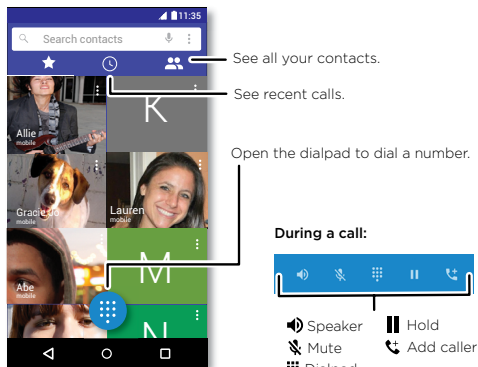 11:35
Search contacts
See all your contacts.
See recent calls.
K
Allie
mobile
Open the dialpad to dial a number.
Gracie Jo
mobile
Lauren
mobile
During a call:
M
Abe
mobile
N
Speaker
Hold
Mute
Add caller
Dialpad